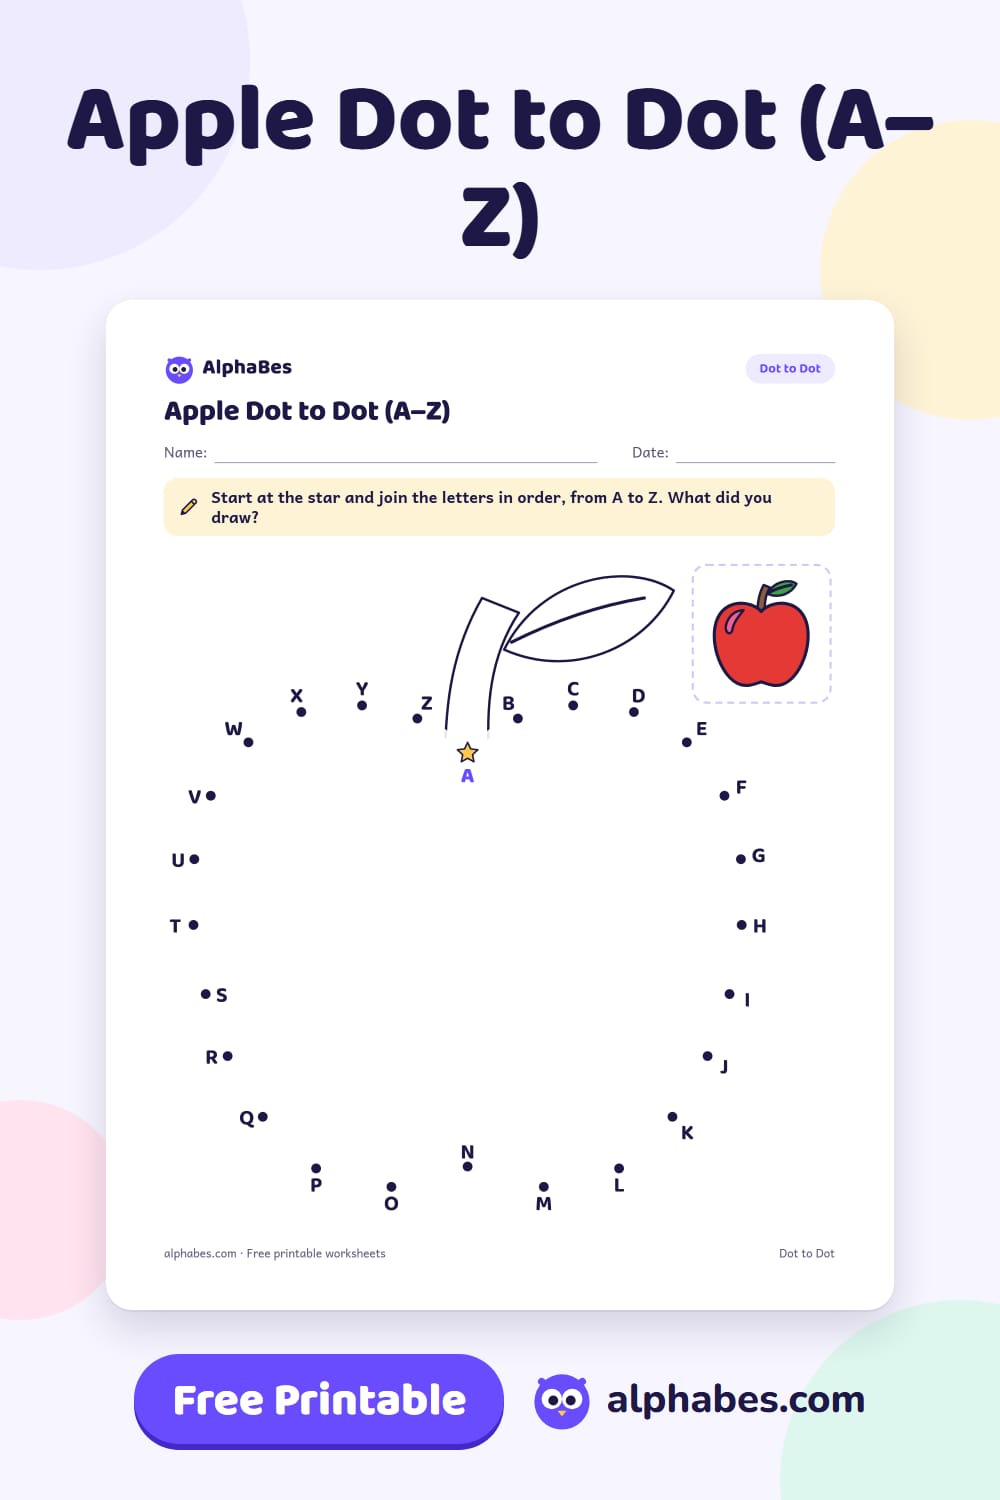 Apple Dot to Dot (A–
Z)
AlphaBes
Dot to Dot
Apple Dot to Dot (A–Z)
Name:
Date:
Start at the star and join the letters in order, from A to Z. What did you
draw?
X
Y
Z
B
C
D
W
E
A
V
F
U
G
T
H
S
I
R
J
Q
K
N
P
L
O
M
alphabes.com · Free printable worksheets
Dot to Dot
Free Printable
alphabes.com